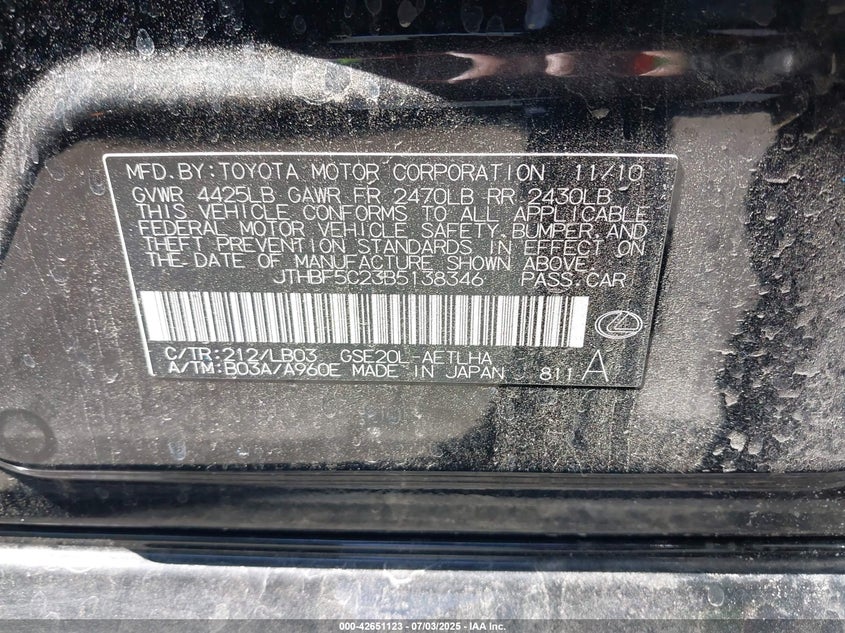 MFD. BY: TOYOTA MOTOR CORPORATION 11/10
GVWR 4425LB GAWR FR 2470LB RR 2430LB
THIS VEHICLE CONFORMS TO ALL APPLICABLE
FEDERAL MOTOR VEHICLE SAFETY, BUMPER, AND
THEFT PREVENTION STANDARDS IN EFFECT ON
THE DATE OF MANUFACTURE SHOWN ABOVE.
JTHBF5C23B5138346 PASS. CAR
C/TR: 212/LB03 GSE20L-AETLHA
A/TM: B03A/A960E MADE IN JAPAN 811 A
000-42651123 - 07/03/2025 - IAA Inc.